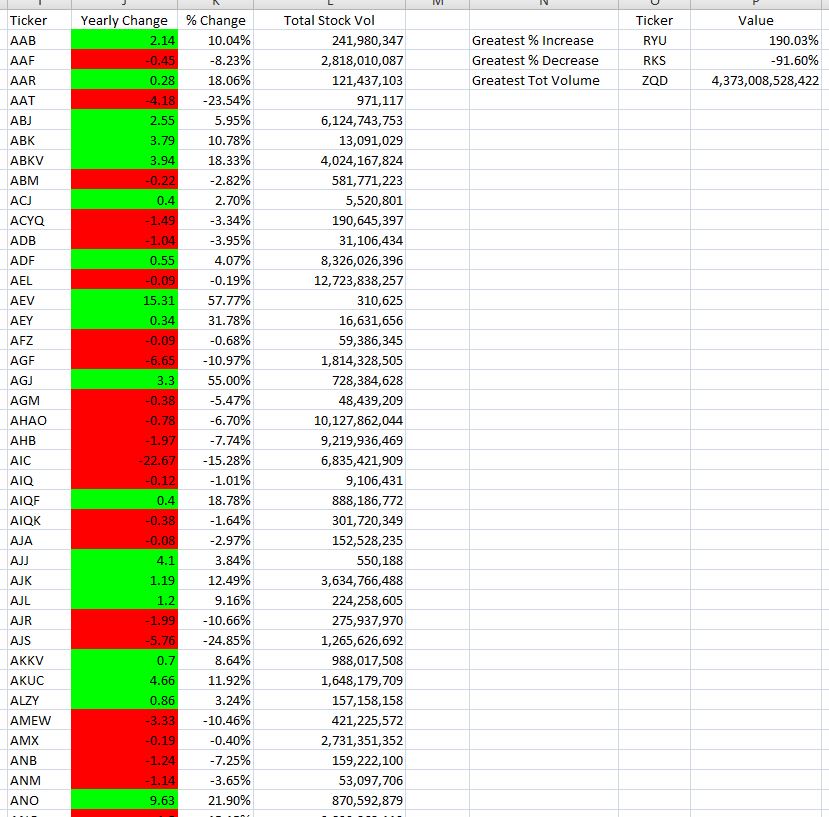 Ticker Yearly Change % Change Total Stock Vol Ticker Value
AAB 2.14 10.04% 241,980,347 Greatest % Increase RYU 190.03%
AAF -0.45 -8.23% 2,818,010,087 Greatest % Decrease RKS -91.60%
AAR 0.28 18.06% 121,437,103 Greatest Tot Volume ZQD 4,373,008,528,422
AAT -4.18 -23.54% 971,117
ABJ 2.55 5.95% 6,124,743,753
ABK 3.79 10.78% 13,091,029
ABKV 3.94 18.33% 4,024,167,824
ABM -0.22 -2.82% 581,771,223
ACJ 0.4 2.70% 5,520,801
ACYQ -1.49 -3.34% 190,645,397
ADB -1.04 -3.95% 31,106,434
ADF 0.55 4.07% 8,326,026,396
AEL -0.09 -0.19% 12,723,838,257
AEV 15.31 57.77% 310,625
AEY 0.34 31.78% 16,631,656
AFZ -0.09 -0.68% 59,386,345
AGF -6.65 -10.97% 1,814,328,505
AGJ 3.3 55.00% 728,384,628
AGM -0.38 -5.47% 48,439,209
AHAO -0.78 -6.70% 10,127,862,044
AHB -1.97 -7.74% 9,219,936,469
AIC -22.67 -15.28% 6,835,421,909
AIQ -0.12 -1.01% 9,106,431
AIQF 0.4 18.78% 888,186,772
AIQK -0.38 -1.64% 301,720,349
AJA -0.08 -2.97% 152,528,235
AJJ 4.1 3.84% 550,188
AJK 1.19 12.49% 3,634,766,488
AJL 1.2 9.16% 224,258,605
AJR -1.99 -10.66% 275,937,970
AJS -5.76 -24.85% 1,265,626,692
AKKV 0.7 8.64% 988,017,508
AKUC 4.66 11.92% 1,648,179,709
ALZY 0.86 3.24% 157,158,158
AMEW -3.33 -10.46% 421,225,572
AMX -0.19 -0.40% 2,731,351,352
ANB -1.24 -7.25% 159,222,100
ANM -1.14 -3.65% 53,097,706
ANO 9.63 21.90% 870,592,879